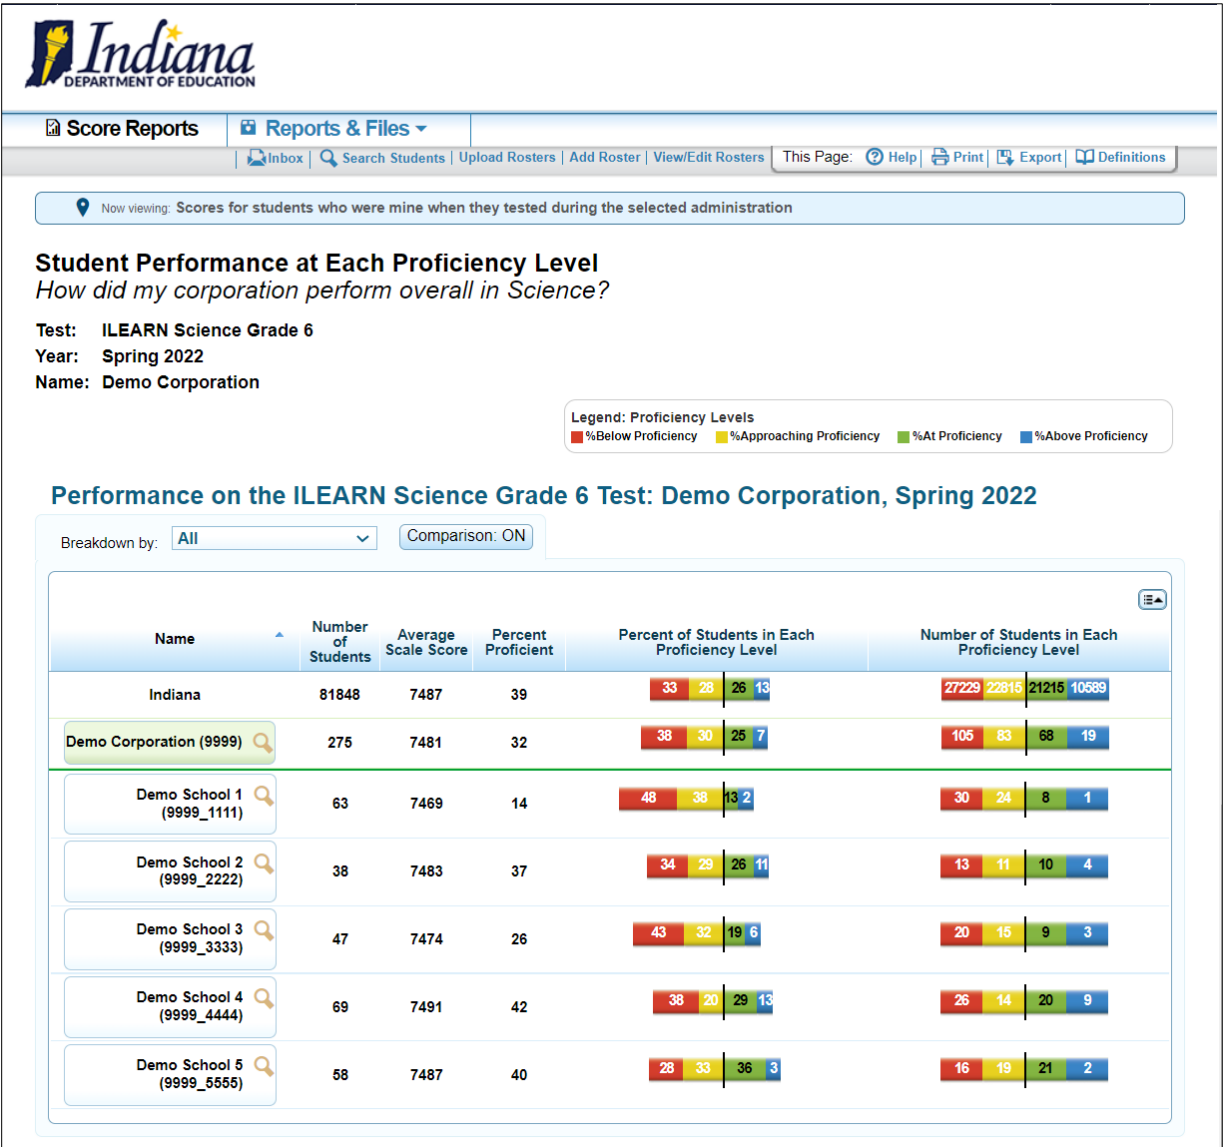 Indiana
DEPARTMENT OF EDUCATION
Score Reports
Reports & Files
Inbox | Search Students | Upload Rosters | Add Roster | View/Edit Rosters
This Page: Help | Print | Export | Definitions
Now viewing: Scores for students who were mine when they tested during the selected administration
Student Performance at Each Proficiency Level
How did my corporation perform overall in Science?
Test: ILEARN Science Grade 6
Year: Spring 2022
Name: Demo Corporation
Legend: Proficiency Levels
%Below Proficiency %Approaching Proficiency %At Proficiency %Above Proficiency
Performance on the ILEARN Science Grade 6 Test: Demo Corporation, Spring 2022
Breakdown by: All Comparison: ON
Name
Number
of
Students
Average
Scale Score
Percent
Proficient
Percent of Students in Each
Proficiency Level
Number of Students in Each
Proficiency Level
Indiana 81848 7487 39 33 28 26 13 27229 22815 21215 10589
Demo Corporation (9999) 275 7481 32 38 30 25 7 105 83 68 19
Demo School 1
(9999_1111)
63 7469 14 48 38 13 2 30 24 8 1
Demo School 2
(9999_2222)
38 7483 37 34 29 26 11 13 11 10 4
Demo School 3
(9999_3333)
47 7474 26 43 32 19 6 20 15 9 3
Demo School 4
(9999_4444)
69 7491 42 38 20 29 13 26 14 20 9
Demo School 5
(9999_5555)
58 7487 40 28 33 36 3 16 19 21 2